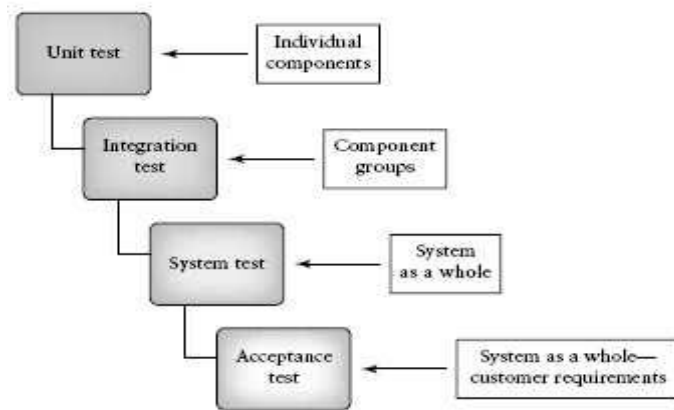 Unit test
Individual
components
Integration
test
Component
groups
System test
System
as a whole
Acceptance
test
System as a whole—
customer requirements